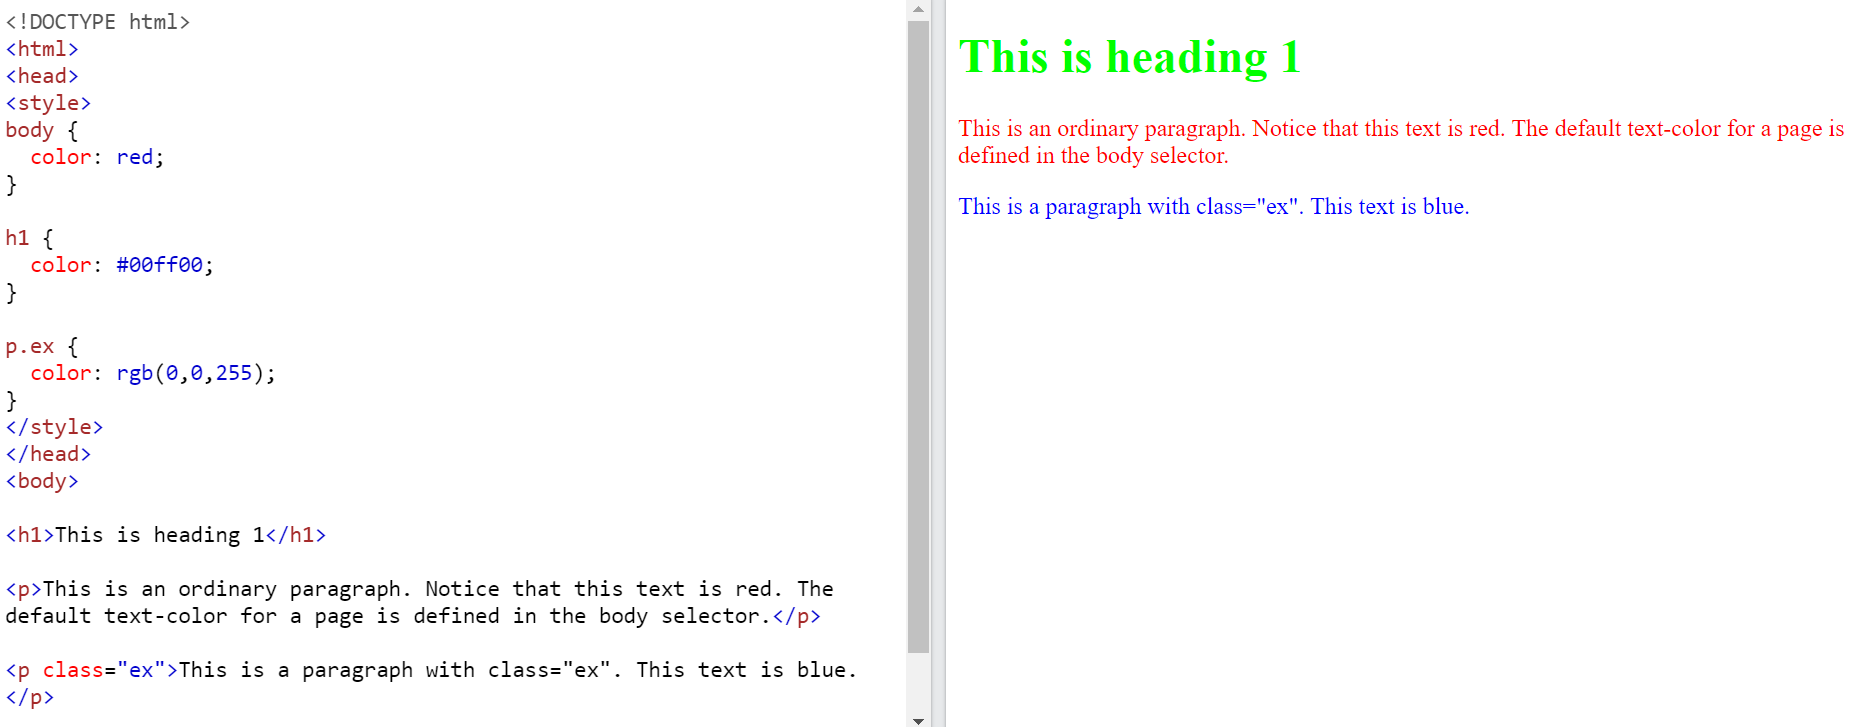 <!DOCTYPE html>
<html>
<head>
<style>
body {
  color: red;
}

h1 {
  color: #00ff00;
}

p.ex {
  color: rgb(0,0,255);
}
</style>
</head>
<body>

<h1>This is heading 1</h1>

<p>This is an ordinary paragraph. Notice that this text is red. The
default text-color for a page is defined in the body selector.</p>

<p class="ex">This is a paragraph with class="ex". This text is blue.
</p>

This is heading 1
This is an ordinary paragraph. Notice that this text is red. The default text-color for a page is
defined in the body selector.
This is a paragraph with class="ex". This text is blue.